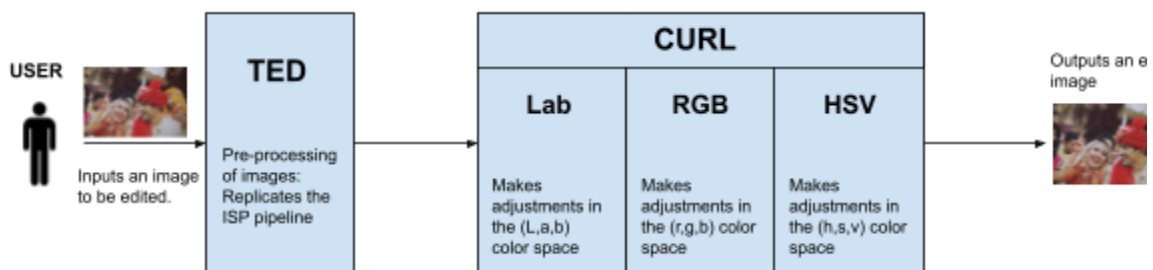 USER
Inputs an image
to be edited.
TED
Pre-processing
of images:
Replicates the
ISP pipeline
CURL
Lab
Makes
adjustments in
the (L,a,b)
color space
RGB
Makes
adjustments in
the (r,g,b) color
space
HSV
Makes
adjustments in
the (h,s,v) color
space
Outputs an e
image